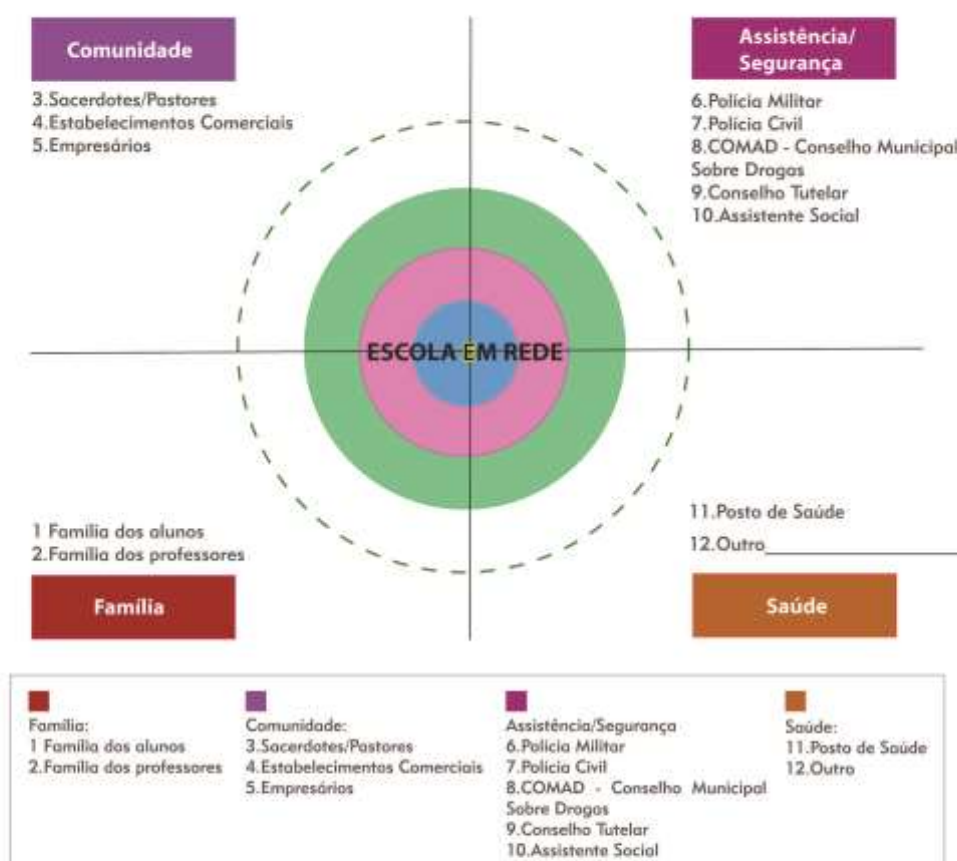 Comunidade
3.Sacerdotes/Pastores
4.Estabelecimentos Comerciais
5.Empresários
Assistência/
Segurança
6.Polícia Militar
7.Polícia Civil
8.COMAD - Conselho Municipal
Sobre Drogas
9.Conselho Tutelar
10.Assistente Social
ESCOLA EM REDE
1 Família dos alunos
2.Família dos professores
Família
11.Posto de Saúde
12.Outro
Saúde
Família:
1 Família dos alunos
2.Família dos professores
Comunidade:
3.Sacerdotes/Pastores
4.Estabelecimentos Comerciais
5.Empresários
Assistência/Segurança
6.Polícia Militar
7.Polícia Civil
8.COMAD - Conselho Municipal
Sobre Drogas
9.Conselho Tutelar
10.Assistente Social
Saúde:
11.Posto de Saúde
12.Outro